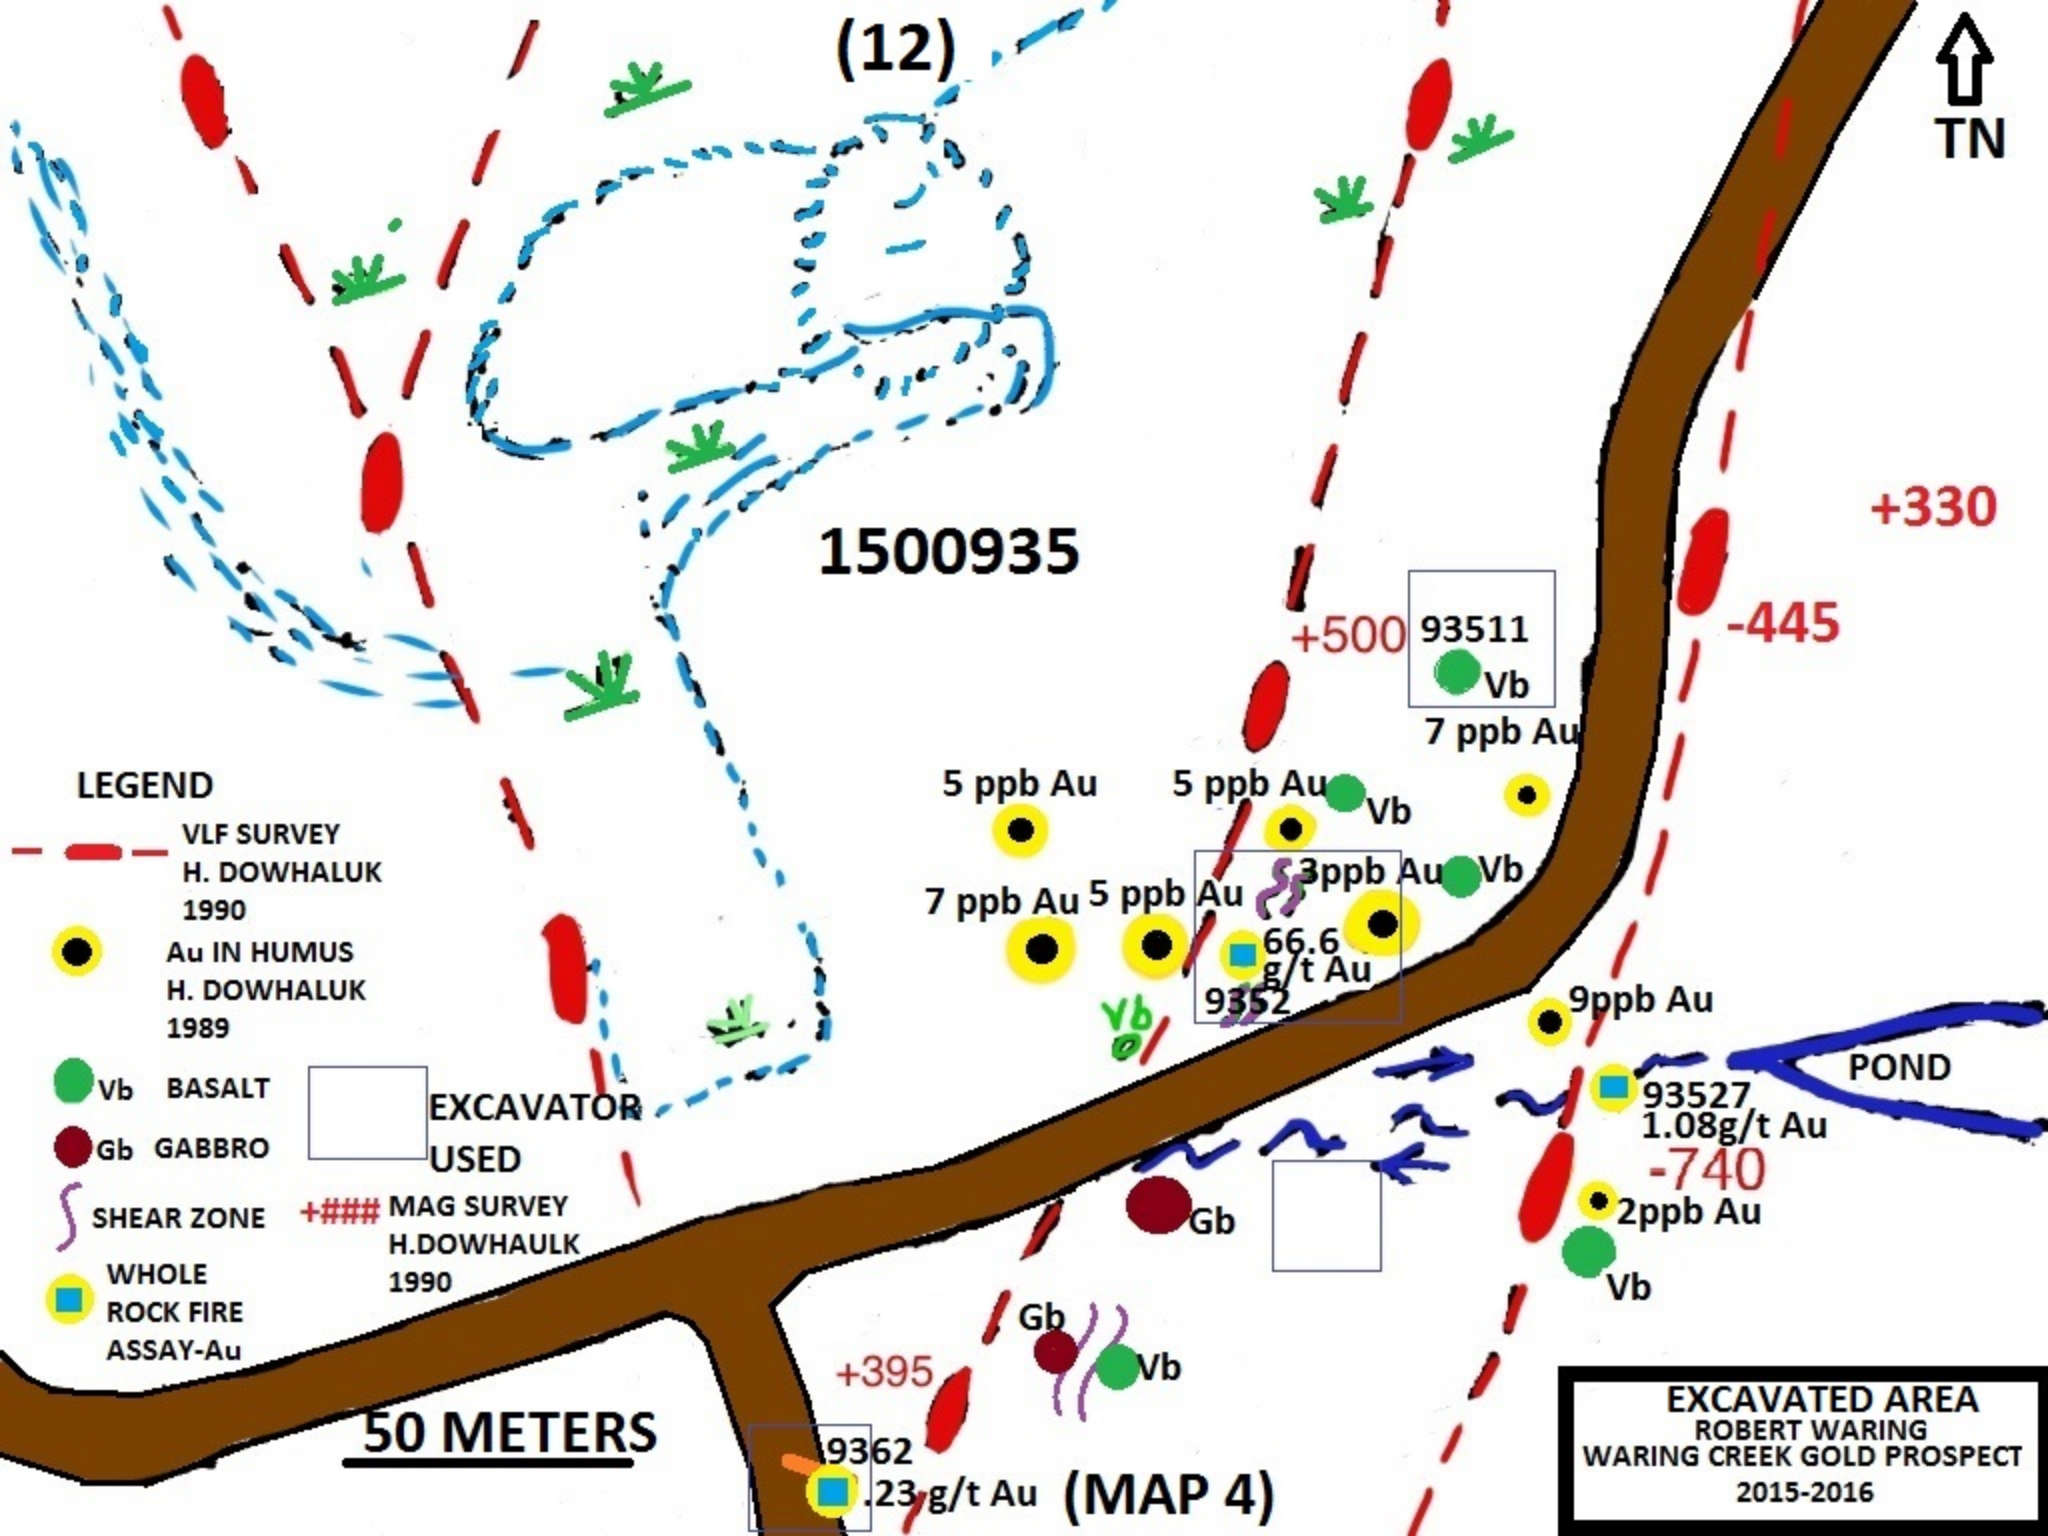 (12)
TN
1500935
+330
-445
+500
93511
Vb
7 ppb Au
5 ppb Au
5 ppb Au
Vb
3ppb Au
Vb
7 ppb Au
5 ppb Au
66.6
g/t Au
9352
Vb
9ppb Au
POND
93527
1.08g/t Au
-740
2ppb Au
Vb
Gb
Gb
Vb
+395
9362
.23 g/t Au
(MAP 4)
50 METERS
LEGEND
VLF SURVEY
H. DOWHALUK
1990
Au IN HUMUS
H. DOWHALUK
1989
Vb BASALT
Gb GABBRO
SHEAR ZONE
WHOLE
ROCK FIRE
ASSAY-Au
EXCAVATOR
USED
+### MAG SURVEY
H.DOWHAULK
1990
EXCAVATED AREA
ROBERT WARING
WARING CREEK GOLD PROSPECT
2015-2016